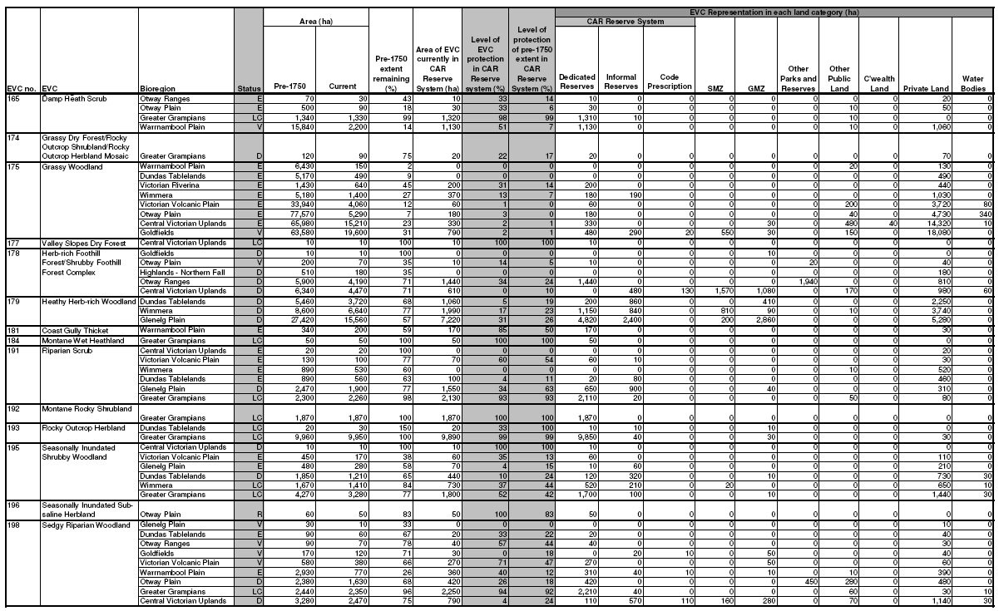 EVC Representation in each land category (ha)
Area (ha) CAR Reserve System
EVC no. EVC Bioregion Status Pre-1750 Current Pre-1750 extent remaining (%) Area of EVC currently in CAR Reserve System (ha) Level of EVC protection in CAR Reserve system (%) Level of protection of pre-1750 extent in CAR Reserve System (%) Dedicated Reserves Informal Reserves Code Prescription SMZ GMZ Other Parks and Reserves Other Public Land C'wealth Land Private Land Water Bodies
165 Damp Heath Scrub Otway Ranges E 70 30 43 10 33 14 10 0 0 0 0 0 0 0 20 0
Otway Plain E 500 90 18 30 33 6 30 0 0 0 0 0 10 0 50 0
Greater Grampians LC 1,340 1,330 99 1,320 98 99 1,310 10 0 0 0 0 10 0 0 0
Warrnambool Plain V 15,840 2,200 14 1,130 51 7 1,130 0 0 0 0 0 10 0 1,060 0
174 Grassy Dry Forest/Rocky
Outcrop Shrubland/Rocky
Outcrop Herbland Mosaic Greater Grampians D 120 90 75 20 22 17 20 0 0 0 0 0 0 0 70 0
175 Grassy Woodland Warrnambool Plain E 6,430 150 2 0 0 0 0 0 0 0 0 0 20 0 130 0
Dundas Tablelands E 5,170 490 9 0 0 0 0 0 0 0 0 0 0 0 490 0
Victorian Riverina E 1,430 640 45 200 31 14 200 0 0 0 0 0 0 0 440 0
Wimmera E 5,180 1,400 27 370 13 7 180 190 0 0 0 0 0 0 1,030 0
Victorian Volcanic Plain E 33,940 4,060 12 60 1 0 60 0 0 0 0 0 200 0 3,720 80
Otway Plain E 77,570 5,290 7 180 3 0 180 0 0 0 0 0 40 0 4,730 340
Central Victorian Uplands E 65,980 15,210 23 330 2 1 330 0 0 0 30 0 480 40 14,320 10
Goldfields V 63,580 19,600 31 790 2 1 480 290 20 550 30 0 150 0 18,080 0
177 Valley Slopes Dry Forest Central Victorian Uplands LC 10 10 100 10 100 100 10 0 0 0 0 0 0 0 0 0
178 Herb-rich Foothill Goldfields D 10 10 100 0 0 0 0 0 0 0 10 0 0 0 0 0
Forest/Shrubby Foothill Otway Plain V 200 70 35 10 14 5 10 0 0 0 0 20 0 0 40 0
Forest Complex Highlands - Northern Fall D 510 180 35 0 0 0 0 0 0 0 0 0 0 180 0
Otway Ranges D 5,900 4,190 71 1,440 34 24 1,440 0 0 0 0 1,940 0 0 810 0
Central Victorian Uplands D 6,340 4,470 71 610 0 10 0 480 130 1,570 1,080 0 170 0 980 60
179 Heathy Herb-rich Woodland Dundas Tablelands D 5,460 3,720 68 1,060 5 19 200 860 0 0 410 0 0 0 2,250 0
Wimmera D 8,600 6,640 77 1,990 17 23 1,150 840 0 810 90 0 10 0 3,740 0
Glenelg Plain D 27,420 15,560 57 7,220 31 26 4,820 2,400 0 200 2,860 0 0 0 5,280 0
181 Coast Gully Thicket Warrnambool Plain E 340 200 59 170 85 50 170 0 0 0 0 0 0 0 30 0
184 Montane Wet Heathland Greater Grampians LC 50 50 100 50 100 100 50 0 0 0 0 0 0 0 0 0
191 Riparian Scrub Central Victorian Uplands E 20 20 100 0 0 0 0 0 0 0 0 0 0 0 20 0
Victorian Volcanic Plain E 130 100 77 70 60 54 60 10 0 0 0 0 0 0 30 0
Wimmera E 890 530 60 0 0 0 0 0 0 0 0 0 10 0 520 0
Dundas Tablelands E 890 560 63 100 4 11 20 80 0 0 0 0 0 0 460 0
Glenelg Plain D 2,470 1,900 77 1,550 34 63 650 900 0 0 40 0 0 0 310 0
Greater Grampians LC 2,300 2,260 98 2,130 93 93 2,110 20 0 0 0 0 50 0 80 0
192 Montane Rocky Shrubland
Greater Grampians LC 1,870 1,870 100 1,870 100 100 1,870 0 0 0 0 0 0 0 0 0
193 Rocky Outcrop Herbland Dundas Tablelands LC 20 30 150 20 33 100 10 10 0 0 10 0 0 0 0 0
Greater Grampians LC 9,960 9,950 100 9,890 99 99 9,850 40 0 0 30 0 0 0 30 0
195 Seasonally Inundated Central Victorian Uplands D 10 10 100 10 100 100 10 0 0 0 0 0 0 0 0 0
Shrubby Woodland Victorian Volcanic Plain E 450 170 38 60 35 13 60 0 0 0 0 0 0 0 110 0
Glenelg Plain E 480 280 58 70 4 15 10 60 0 0 0 0 0 0 210 0
Dundas Tablelands D 1,850 1,210 65 440 10 24 120 320 0 0 10 0 0 0 730 30
Wimmera LC 1,670 1,410 84 730 37 44 520 210 0 20 0 0 0 0 650 10
Greater Grampians LC 4,270 3,280 77 1,800 52 42 1,700 100 0 0 10 0 0 0 1,440 30
196 Seasonally Inundated Sub-
saline Herbland Otway Plain R 60 50 83 50 100 83 50 0 0 0 0 0 0 0 0 0
198 Sedgy Riparian Woodland Glenelg Plain V 30 10 33 0 0 0 0 0 0 0 0 0 0 0 10 0
Dundas Tablelands E 90 60 67 20 33 22 20 0 0 0 0 0 0 0 40 0
Otway Ranges V 90 70 78 40 57 44 40 0 0 0 0 0 0 0 30 0
Goldfields V 170 120 71 30 0 18 0 20 10 0 50 0 0 0 40 0
Victorian Volcanic Plain V 580 380 66 270 71 47 270 0 0 0 50 0 0 0 60 0
Warrnambool Plain E 2,930 770 26 360 40 12 310 40 10 0 10 0 10 0 390 0
Otway Plain D 2,380 1,630 68 420 26 18 420 0 0 0 0 450 280 0 480 0
Greater Grampians LC 2,440 2,350 96 2,250 94 92 2,210 40 0 0 0 0 60 0 30 10
Central Victorian Uplands D 3,280 2,470 75 790 4 24 110 570 110 160 280 0 70 0 1,140 30